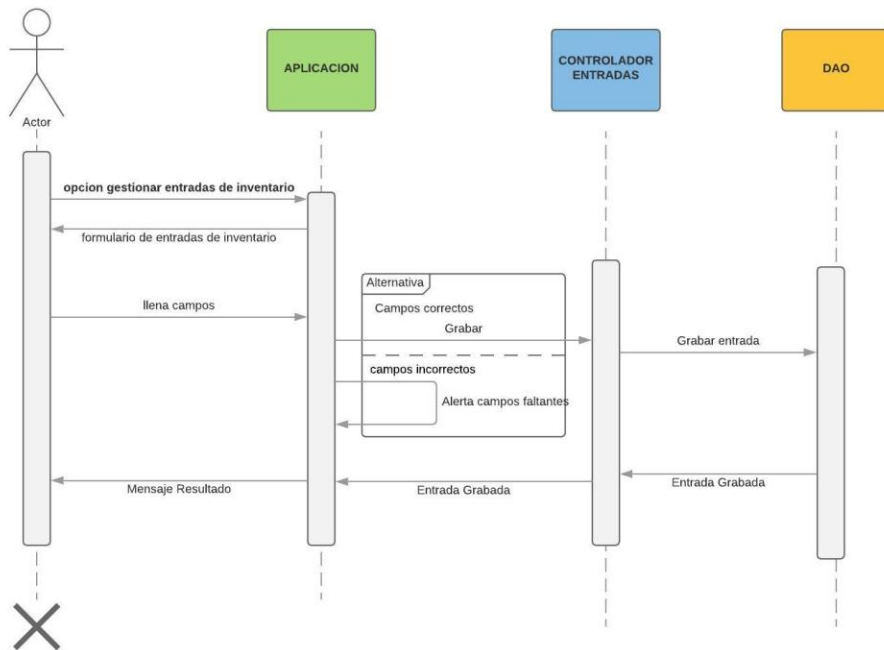 APLICACION
CONTROLADOR
ENTRADAS
DAO
Actor
opcion gestionar entradas de inventario
formulario de entradas de inventario
Alternativa
llena campos
Campos correctos
Grabar
Grabar entrada
campos incorrectos
Alerta campos faltantes
Mensaje Resultado
Entrada Grabada
Entrada Grabada